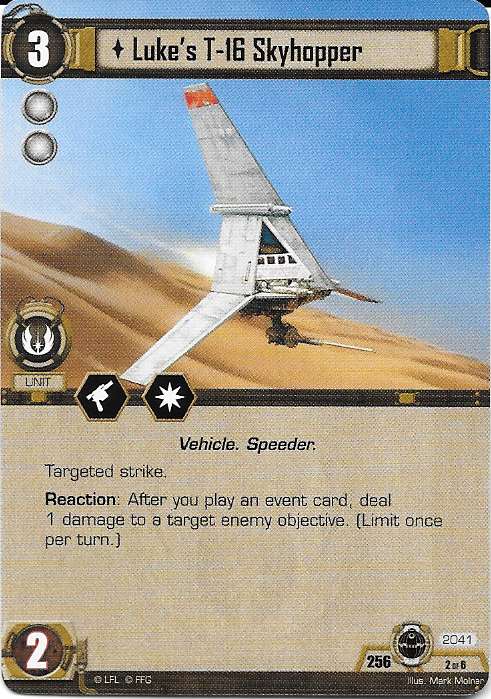 3
Luke's T-16 Skyhopper
UNIT
Vehicle. Speeder.
Targeted strike.
Reaction: After you play an event card, deal
1 damage to a target enemy objective. (Limit once
per turn.)
2
256
2041
2 OF 6
© LFL © FFG
Illus. Mark Molnar